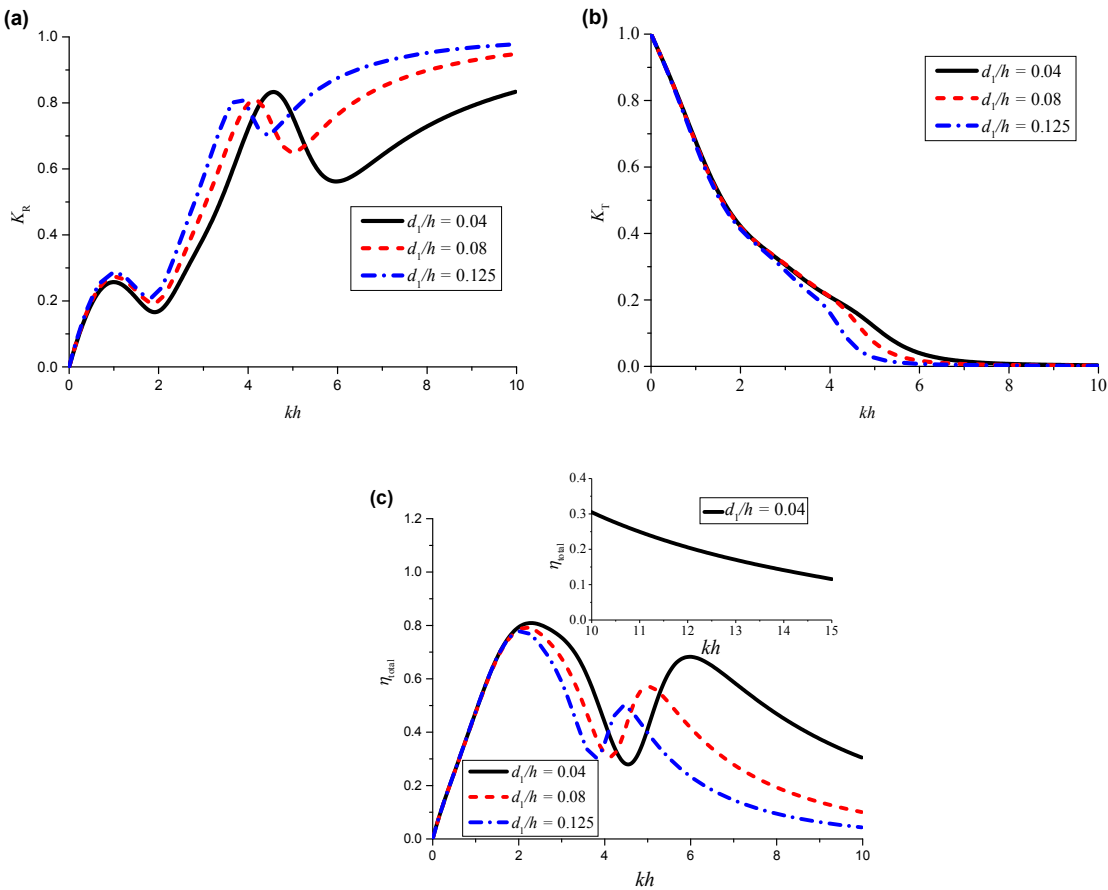 (a)
1.0
0.8
0.6
0.4
0.2
0.0
K_R
0 2 4 6 8 10
kh
d_1/h = 0.04
d_1/h = 0.08
d_1/h = 0.125
(b)
1.0
0.8
0.6
0.4
0.2
0.0
K_T
0 2 4 6 8 10
kh
d_1/h = 0.04
d_1/h = 0.08
d_1/h = 0.125
(c)
1.2
1.0
0.8
0.6
0.4
0.2
0.0
η_total
0 2 4 6 8 10
kh
d_1/h = 0.04
d_1/h = 0.08
d_1/h = 0.125
0.4
0.3
0.2
0.1
0.0
η_total
10 11 12 13 14 15
kh
d_1/h = 0.04